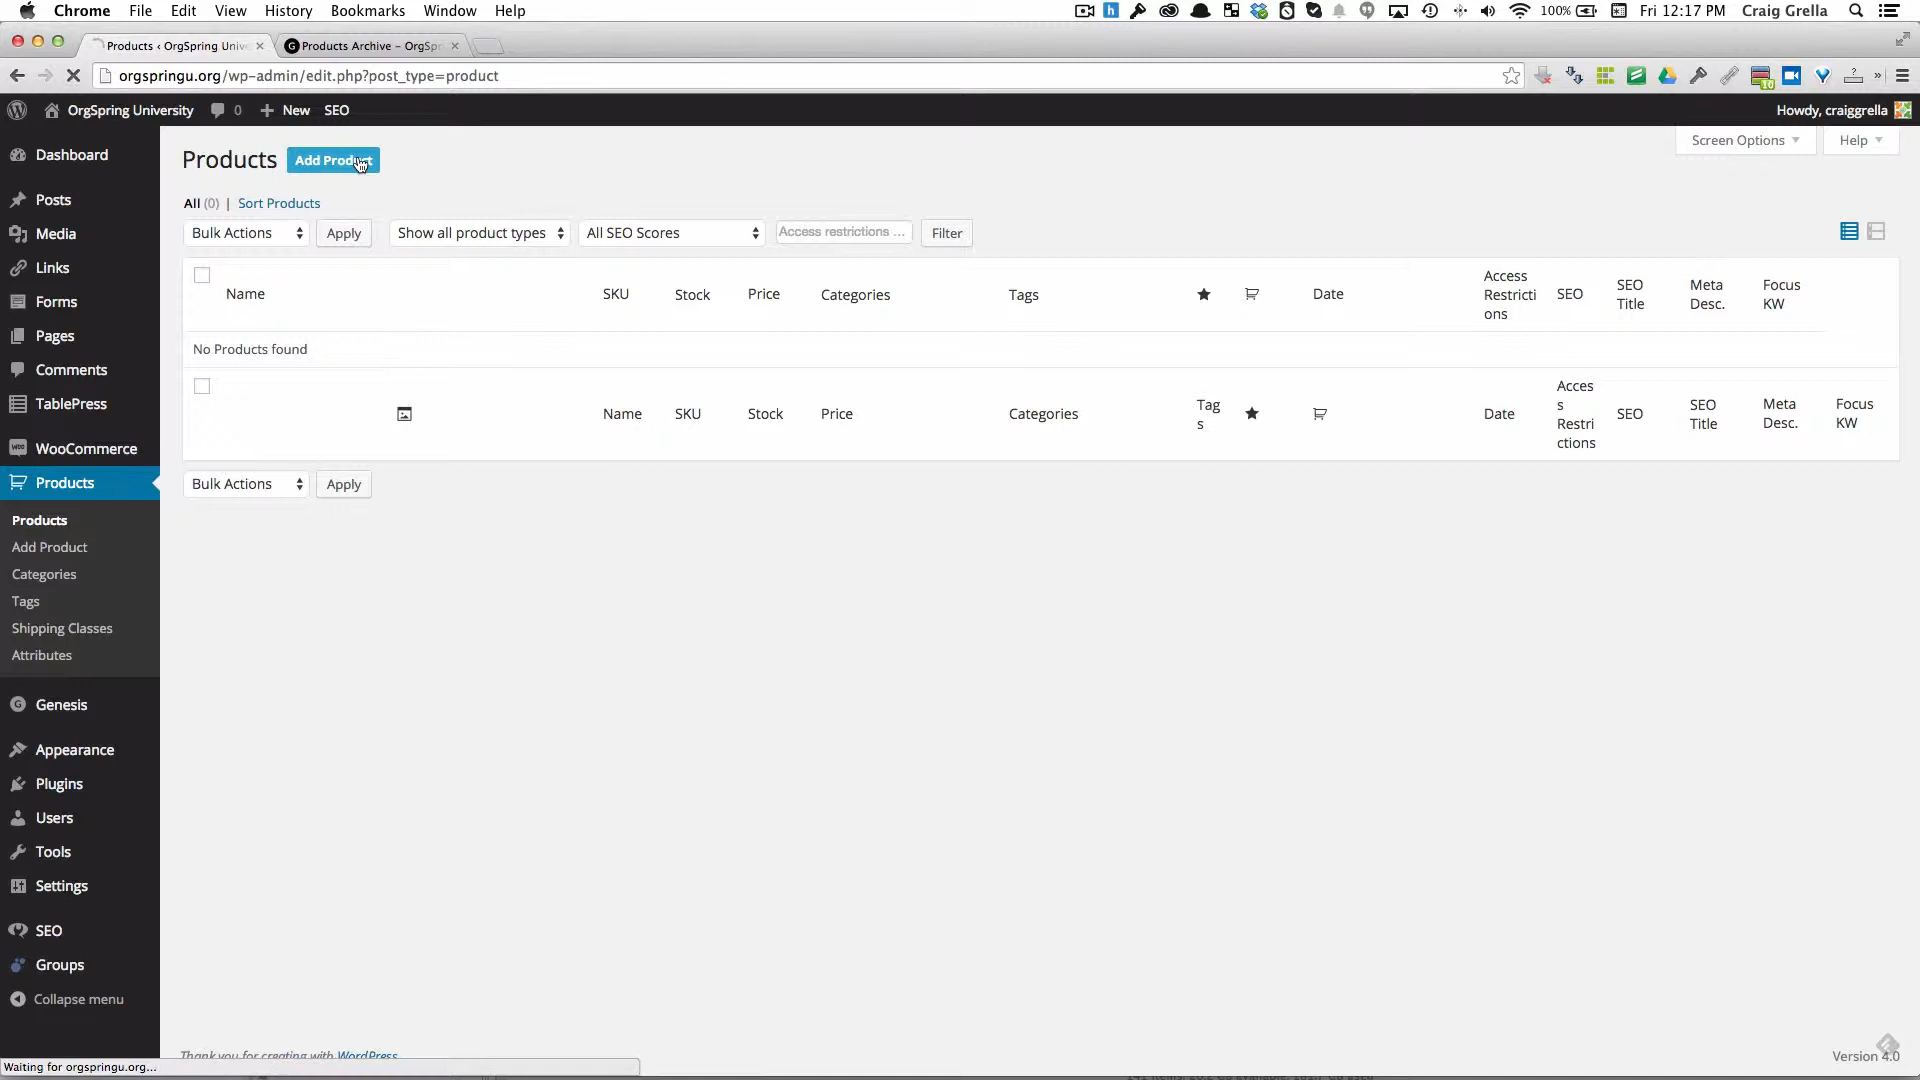 Chrome File Edit View History Bookmarks Window Help 100% Fri 12:17 PM Craig Grella
Products ‹ OrgSpring Unive Products Archive – OrgSpr
orgspringu.org/wp-admin/edit.php?post_type=product
OrgSpring University 0 New SEO Howdy, craiggrella
Dashboard
Posts
Media
Links
Forms
Pages
Comments
TablePress
WooCommerce
Products
Products
Add Product
Categories
Tags
Shipping Classes
Attributes
Genesis
Appearance
Plugins
Users
Tools
Settings
SEO
Groups
Collapse menu
Products Add Product
Screen Options Help
All (0) | Sort Products
Bulk Actions Apply Show all product types All SEO Scores Access restrictions ... Filter
Name SKU Stock Price Categories Tags Date Access Restricti ons SEO SEO Title Meta Desc. Focus KW
No Products found
Name SKU Stock Price Categories Tag s Date Acces s Restri ctions SEO SEO Title Meta Desc. Focus KW
Bulk Actions Apply
Thank you for creating with WordPress
Version 4.0
Waiting for orgspringu.org...